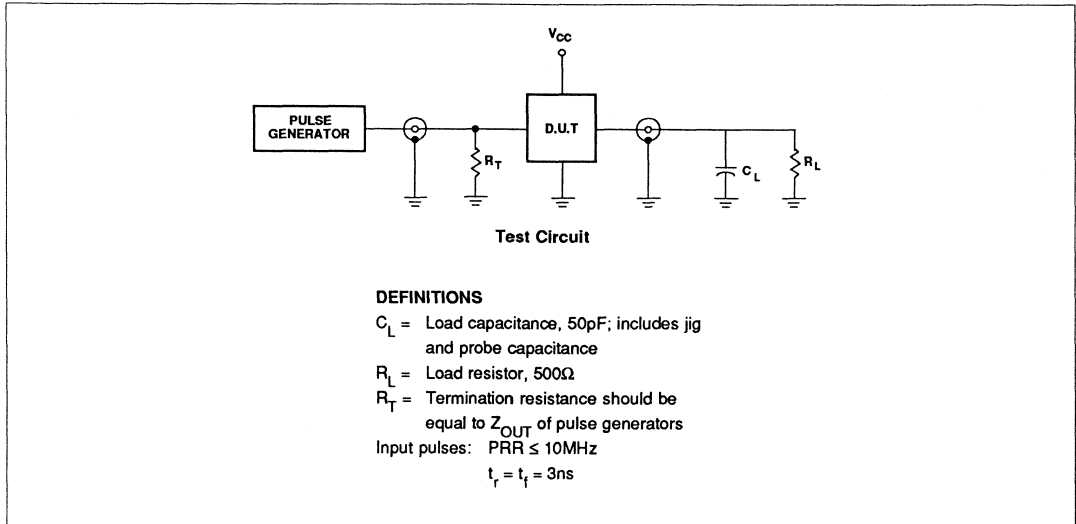 V_CC
PULSE
GENERATOR
D.U.T
R_T
C_L
R_L
Test Circuit
DEFINITIONS
C_L = Load capacitance, 50pF; includes jig
and probe capacitance
R_L = Load resistor, 500Ω
R_T = Termination resistance should be
equal to Z_OUT of pulse generators
Input pulses: PRR ≤ 10MHz
t_r = t_f = 3ns